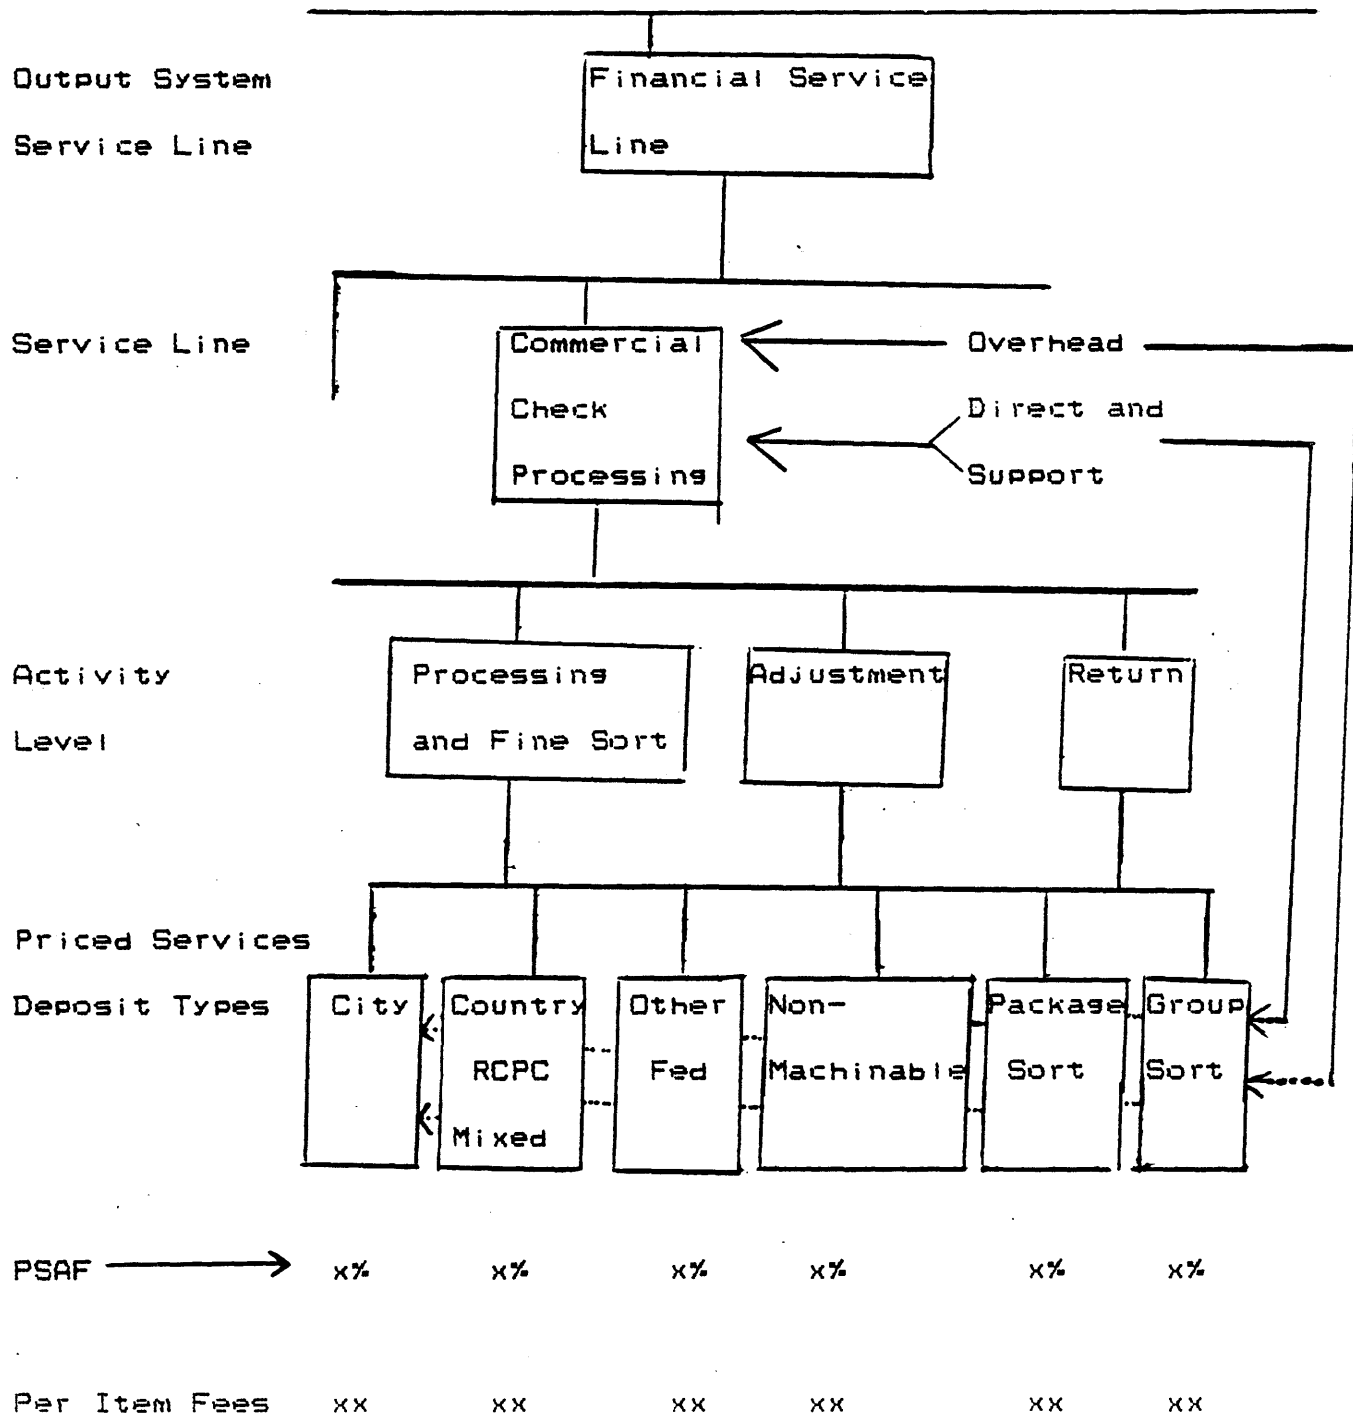 Output System
Service Line
Financial Service
Line
Service Line
Commercial
Check
Processing
Overhead
Direct and
Support
Activity
Level
Processing
and Fine Sort
Adjustment
Return
Priced Services
Deposit Types
City
Country
RCPC
Mixed
Other
Fed
Non-
Machinable
Package
Sort
Group
Sort
PSAF x% x% x% x% x% x%
Per Item Fees xx xx xx xx xx xx